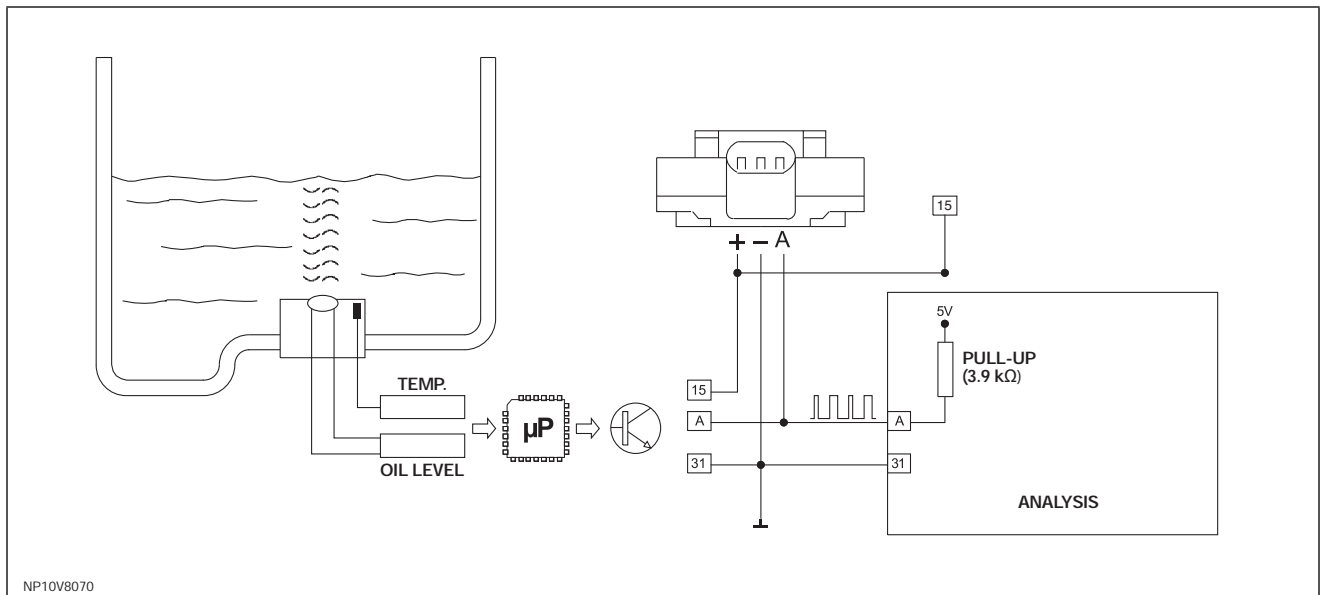 + – A
15
5V
PULL-UP
(3.9 kΩ)
TEMP.
15
µP
A
A
OIL LEVEL
31
31
ANALYSIS
NP10V8070